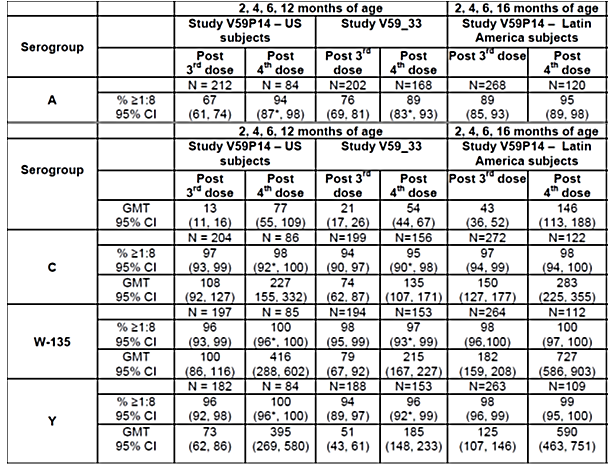 2, 4, 6, 12 months of age 2, 4, 6, 16 months of age
Serogroup Study V59P14 – US subjects Study V59_33 Study V59P14 – Latin America subjects
Post 3rd dose Post 4th dose Post 3rd dose Post 4th dose Post 3rd dose Post 4th dose
A N = 212 N = 84 N=202 N=168 N=268 N=120
% ≥1:8 67 94 76 89 89 95
95% CI (61, 74) (87*, 98) (69, 81) (83*, 93) (85, 93) (89, 98)
2, 4, 6, 12 months of age 2, 4, 6, 16 months of age
Serogroup Study V59P14 – US subjects Study V59_33 Study V59P14 – Latin America subjects
Post 3rd dose Post 4th dose Post 3rd dose Post 4th dose Post 3rd dose Post 4th dose
GMT 13 77 21 54 43 146
95% CI (11, 16) (55, 109) (17, 26) (44, 67) (36, 52) (113, 188)
C N = 204 N = 86 N=199 N=156 N=272 N=122
% ≥1:8 97 98 94 95 97 98
95% CI (93, 99) (92*, 100) (90, 97) (90*, 98) (94, 99) (94, 100)
GMT 108 227 74 135 150 283
95% CI (92, 127) 155, 332) (62, 87) (107, 171) (127, 177) (225, 355)
W-135 N = 197 N = 85 N=194 N=153 N=264 N=112
% ≥1:8 96 100 98 97 98 100
95% CI (93, 99) (96*, 100) (95, 99) (93*, 99) (96,100) (97, 100)
GMT 100 416 79 215 182 727
95% CI (86, 116) (288, 602) (67, 92) (167, 227) (159, 208) (586, 903)
Y N = 182 N = 84 N=188 N=153 N=263 N=109
% ≥1:8 96 100 94 96 98 99
95% CI (92, 98) (96*, 100) (89, 97) (92*, 99) (96, 99) (95, 100)
GMT 73 395 51 185 125 590
95% CI (62, 86) (269, 580) (43, 61) (148, 233) (107, 146) (463, 751)